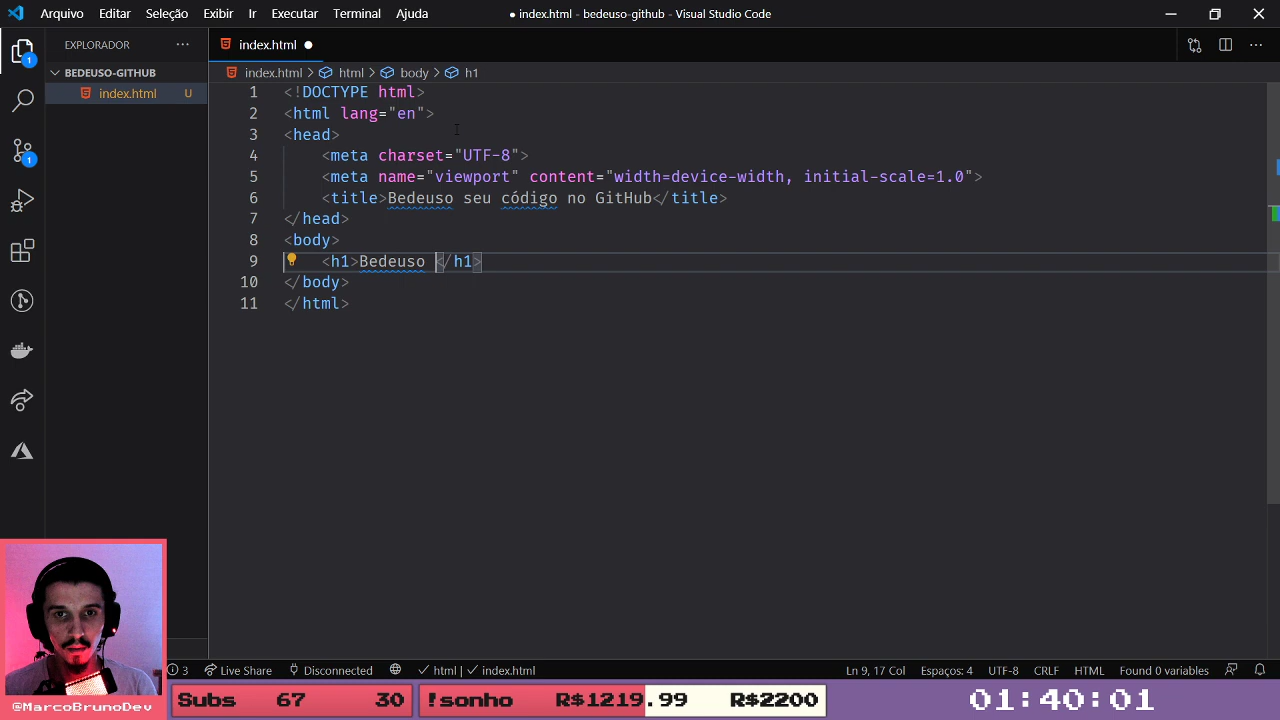 Arquivo Editar Seleção Exibir Ir Executar Terminal Ajuda
● index.html - bedeuso-github - Visual Studio Code
EXPLORADOR ···
index.html ●
BEDEUSO-GITHUB
index.html U
index.html > html > body > h1
1 <!DOCTYPE html>
2 <html lang="en">
3 <head>
4 <meta charset="UTF-8">
5 <meta name="viewport" content="width=device-width, initial-scale=1.0">
6 <title>Bedeuso seu código no GitHub</title>
7 </head>
8 <body>
9 <h1>Bedeuso </h1>
10 </body>
11 </html>
1
1
3 Live Share Disconnected html | index.html
Ln 9, 17 Col Espaços: 4 UTF-8 CRLF HTML Found 0 variables
@MarcoBrunoDev
Subs 67 30
!sonho R$1219.99 R$2200
01:40:01